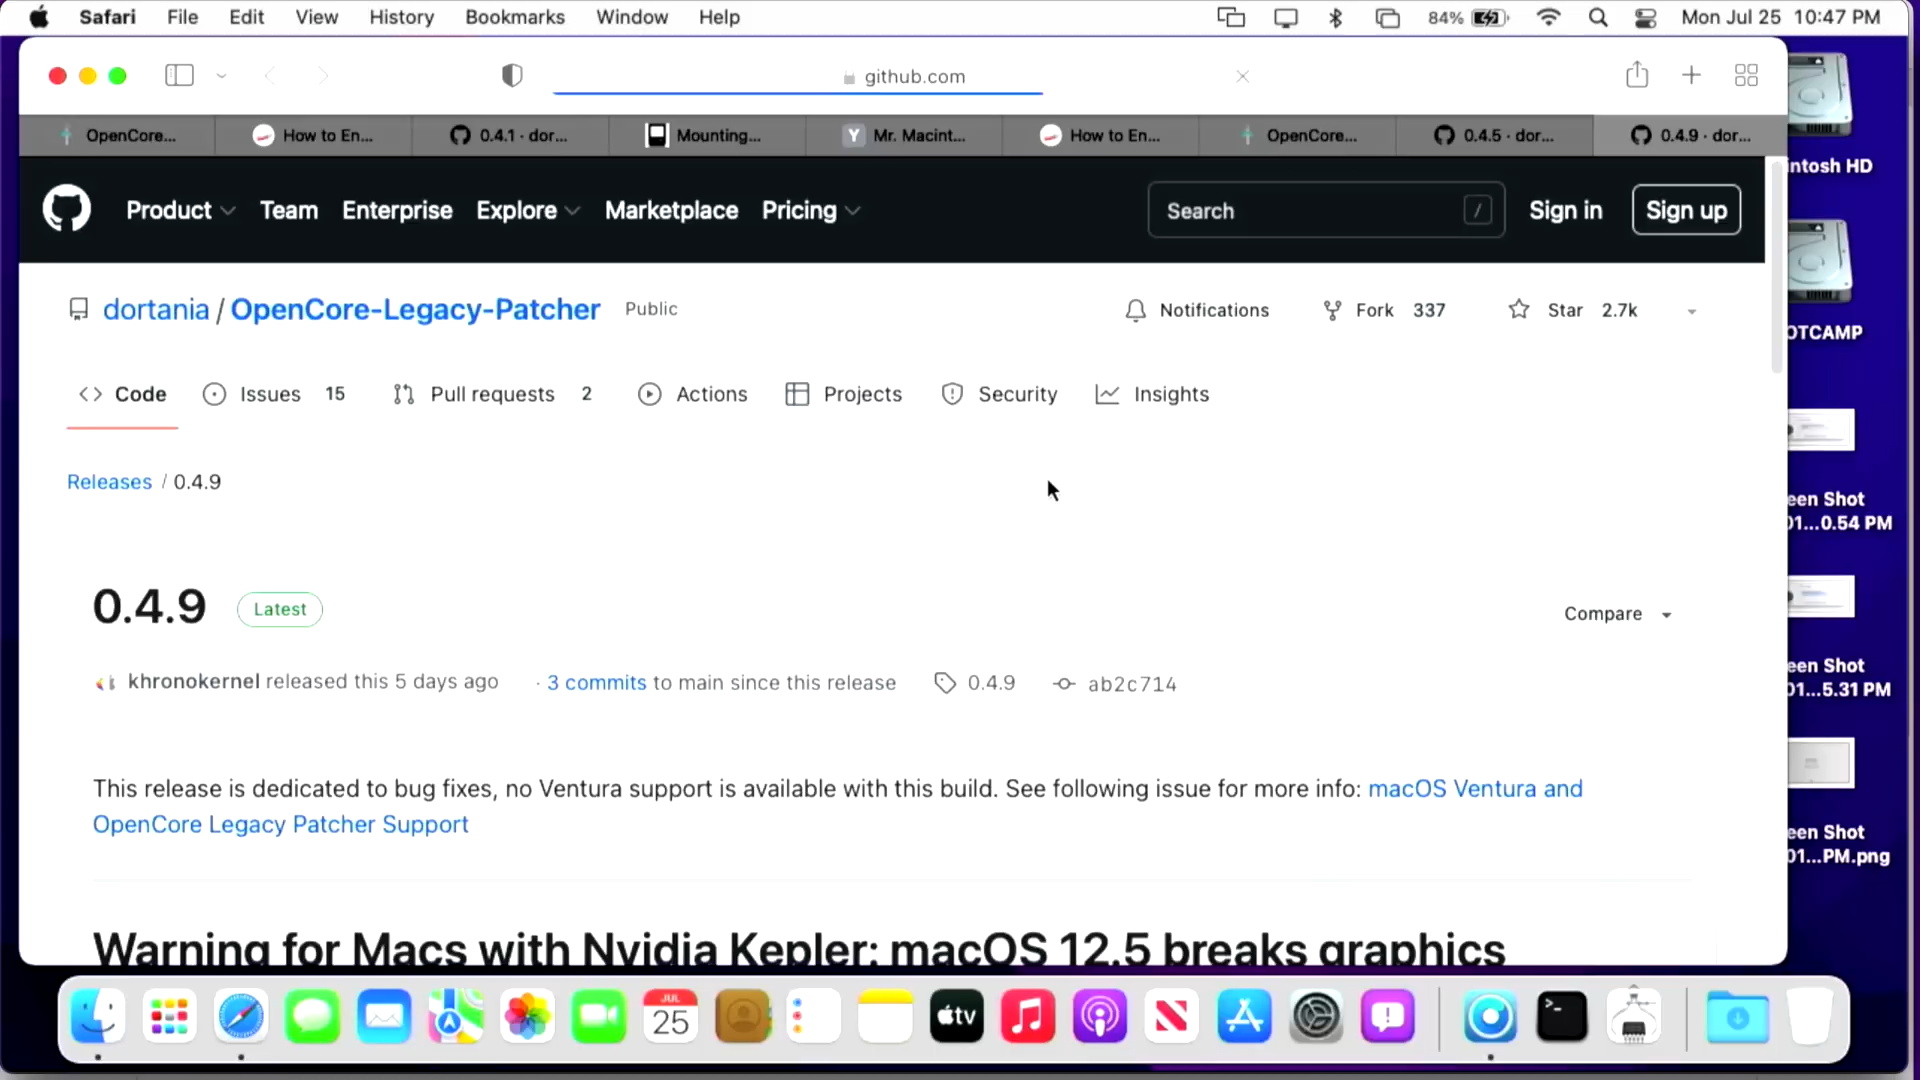 Safari File Edit View History Bookmarks Window Help 84% Mon Jul 25 10:47 PM
github.com
OpenCore... How to En... 0.4.1 · dor... Mounting... Mr. Macint... How to En... OpenCore... 0.4.5 · dor... 0.4.9 · dor...
Product Team Enterprise Explore Marketplace Pricing Search / Sign in Sign up
dortania / OpenCore-Legacy-Patcher Public Notifications Fork 337 Star 2.7k
Code Issues 15 Pull requests 2 Actions Projects Security Insights
Releases / 0.4.9
0.4.9 Latest Compare
khronokernel released this 5 days ago · 3 commits to main since this release 0.4.9 ab2c714
This release is dedicated to bug fixes, no Ventura support is available with this build. See following issue for more info: macOS Ventura and
OpenCore Legacy Patcher Support
Warning for Macs with Nvidia Kepler: macOS 12.5 breaks graphics
intosh HD
OTCAMP
een Shot
01...0.54 PM
een Shot
01...5.31 PM
een Shot
01...PM.png
JUL
25
tv